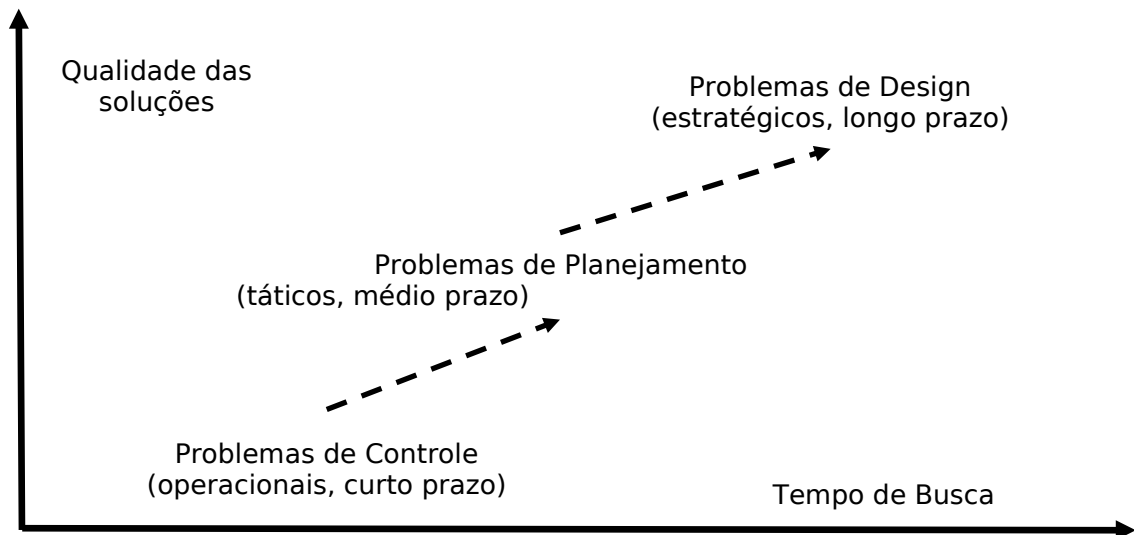 Qualidade das
soluções
Problemas de Design
(estratégicos, longo prazo)
Problemas de Planejamento
(táticos, médio prazo)
Problemas de Controle
(operacionais, curto prazo)
Tempo de Busca